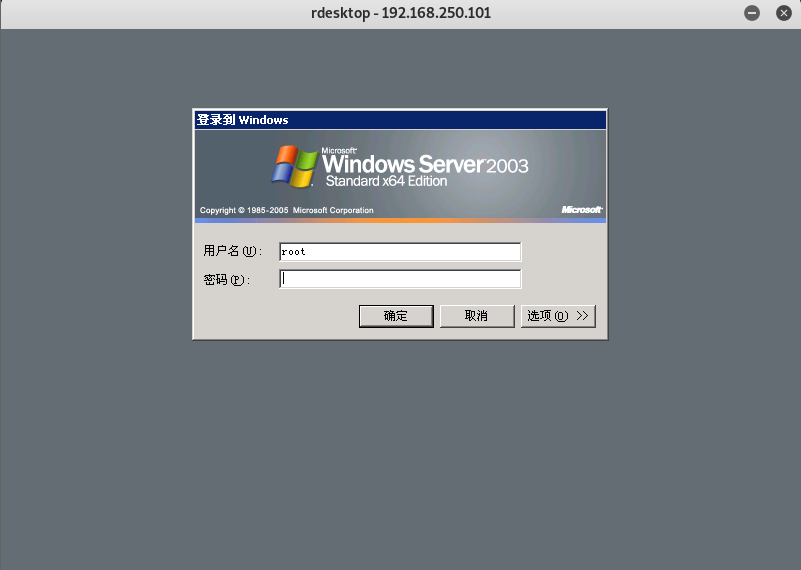 rdesktop - 192.168.250.101
登录到 Windows
Microsoft
Windows Server 2003
Standard x64 Edition
Copyright © 1985-2005 Microsoft Corporation
Microsoft
用户名(U):
root
密码(P):
确定
取消
选项(O) >>